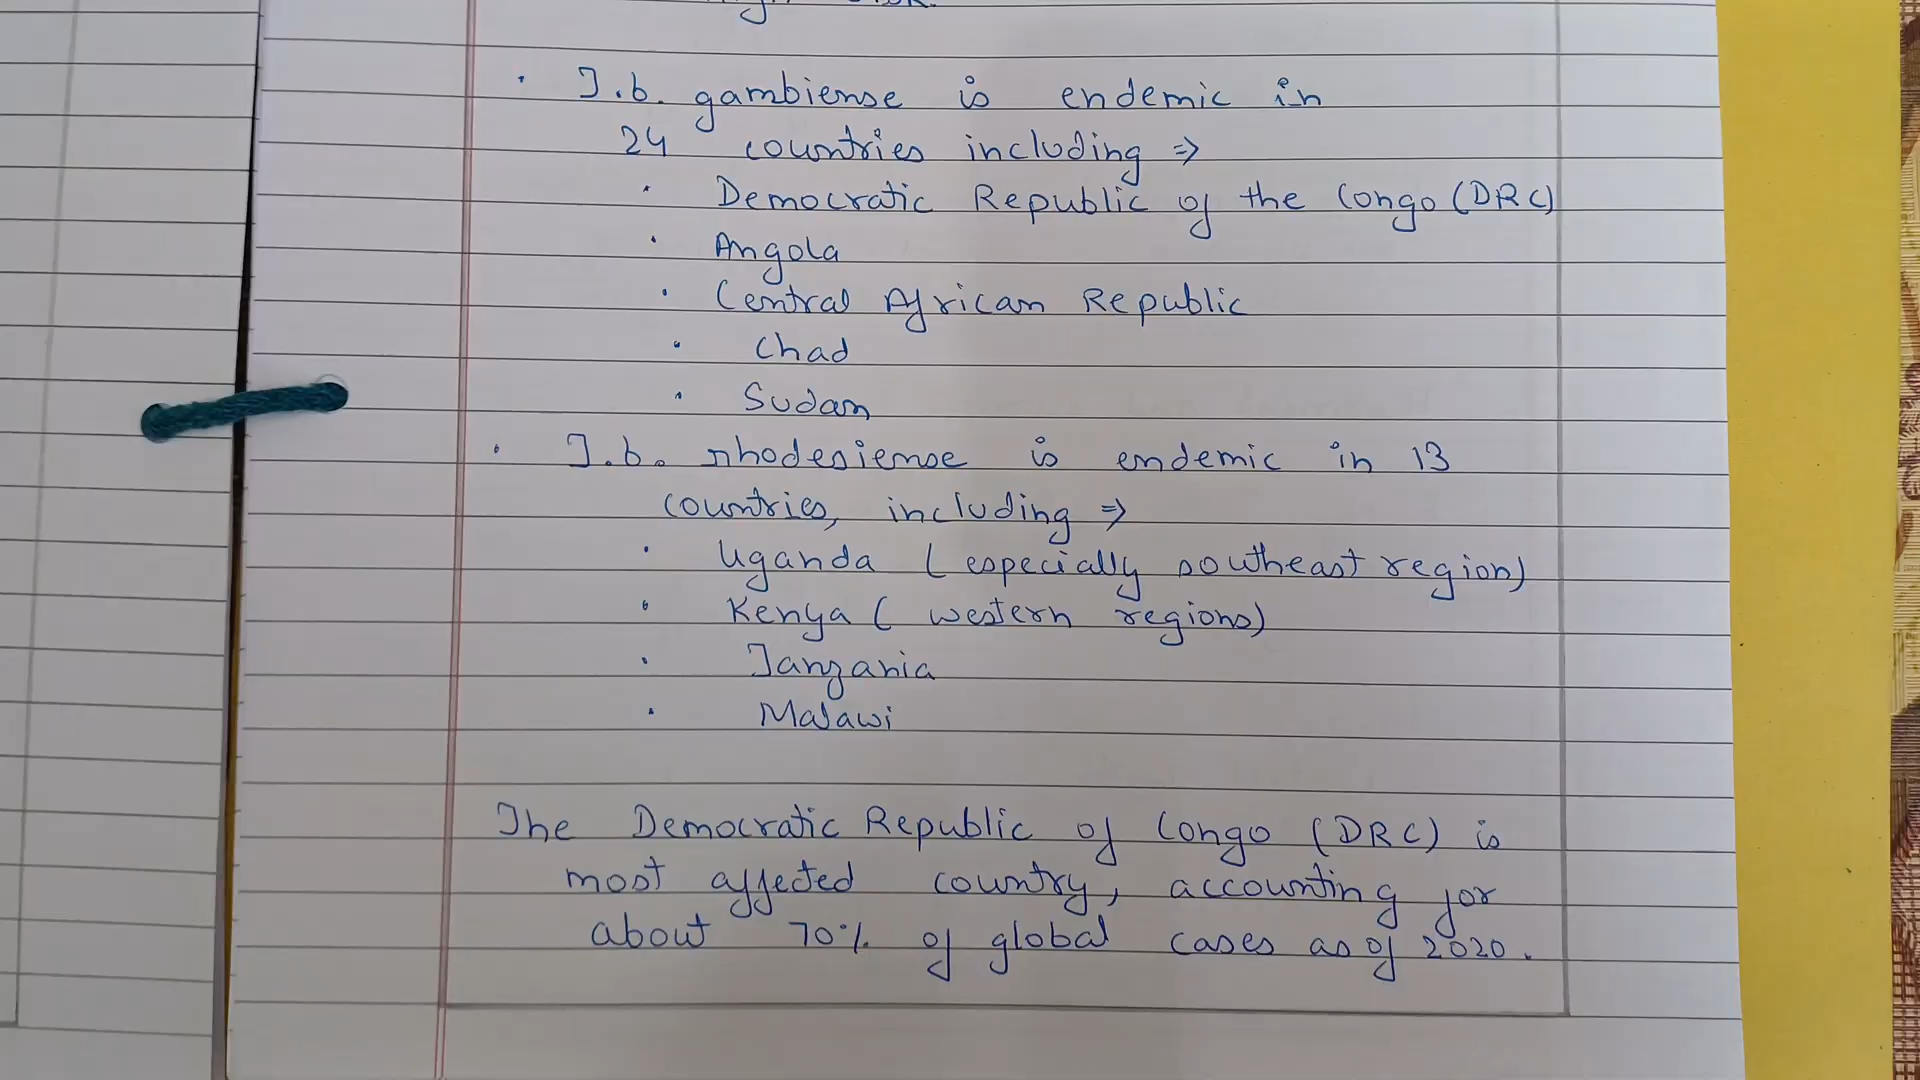 • T.b. gambiense is endemic in
24 countries including ⇒
• Democratic Republic of the Congo (DRC)
• Angola
• Central African Republic
• Chad
• Sudan
• T.b. rhodesiense is endemic in 13
countries, including ⇒
• Uganda (especially southeast region)
• Kenya (western regions)
• Tanzania
• Malawi
The Democratic Republic of Congo (DRC) is
most affected country, accounting for
about 70% of global cases as of 2020.